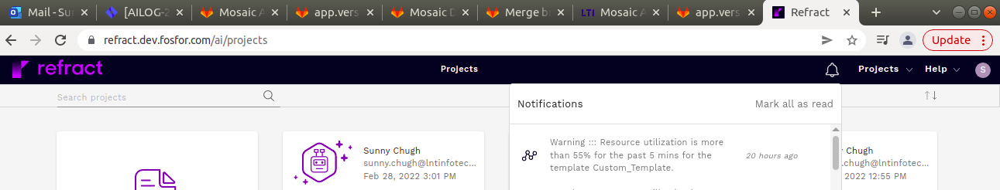 Mail - Su
[AILOG-2
Mosaic A
app.vers
Mosaic D
Merge br
LTI Mosaic A
app.vers
Refract
refract.dev.fosfor.com/ai/projects
Update
refract
Projects
Projects
Help
S
Search projects
Notifications
Mark all as read
Warning ::: Resource utilization is more
than 55% for the past 5 mins for the
template Custom_Template.
20 hours ago
Sunny Chugh
sunny.chugh@lntinfotec...
Feb 28, 2022 3:01 PM
Chugh
.chugh@lntinfotec...
2022 12:55 PM